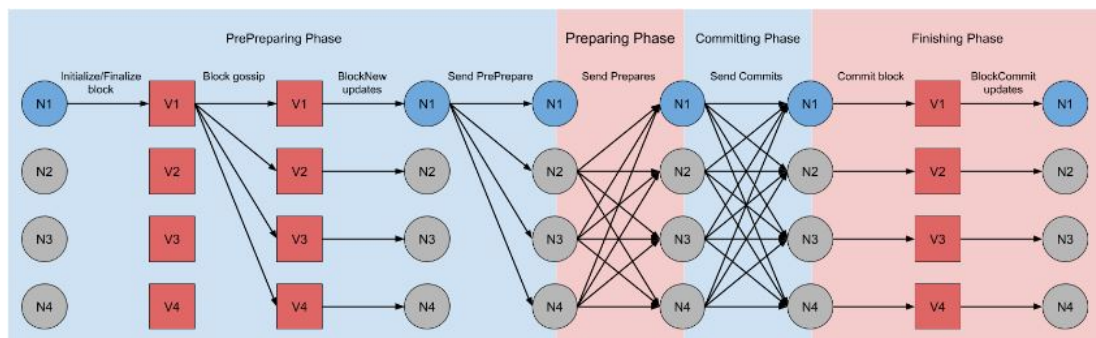 PrePreparing Phase
Preparing Phase
Committing Phase
Finishing Phase
Initialize/Finalize
block
Block gossip
BlockNew
updates
Send PrePrepare
Send Prepares
Send Commits
Commit block
BlockCommit
updates
N1 V1 V1 N1 N1 N1 N1 V1 N1
N2 V2 V2 N2 N2 N2 N2 V2 N2
N3 V3 V3 N3 N3 N3 N3 V3 N3
N4 V4 V4 N4 N4 N4 N4 V4 N4